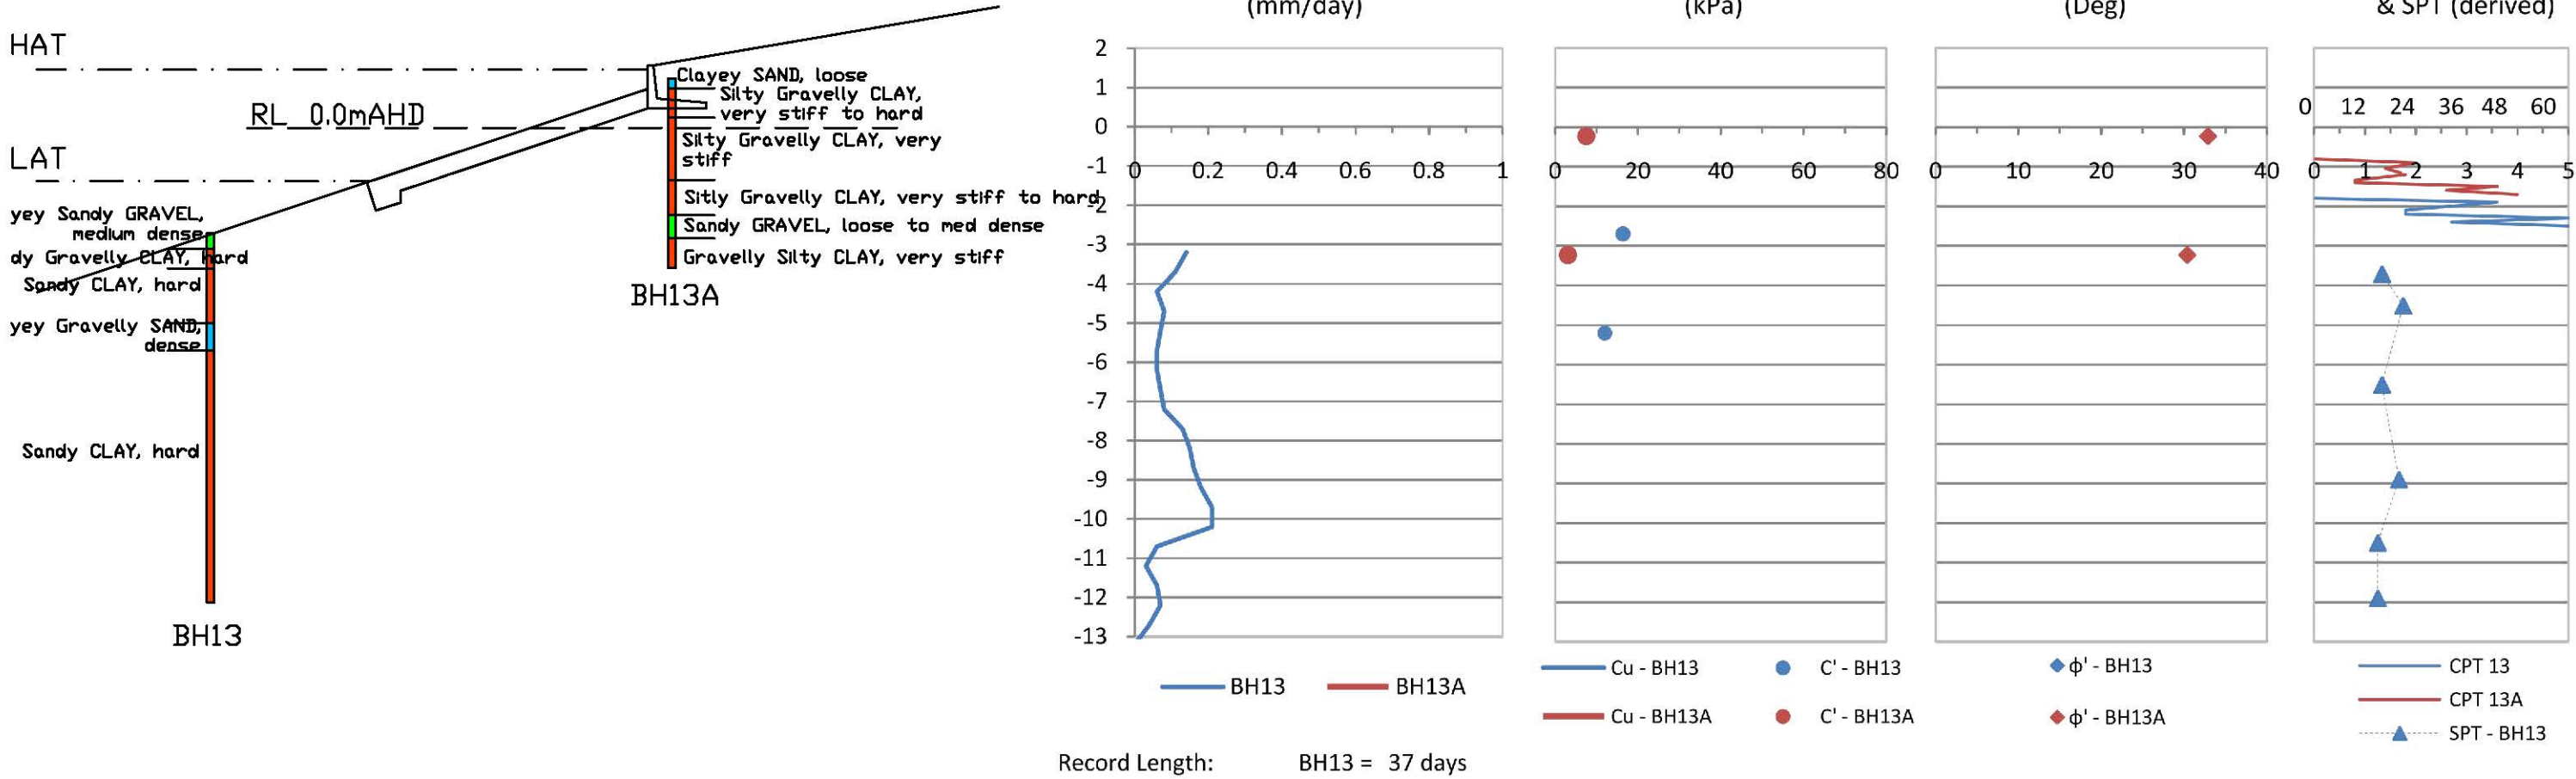 (mm/day)
(kPa)
(Deg)
& SPT (derived)
HAT
RL 0.0mAHD
LAT
Clayey SAND, loose
Silty Gravelly CLAY,
very stiff to hard
Silty Gravelly CLAY, very
stiff
Sitly Gravelly CLAY, very stiff to hard
Sandy GRAVEL, loose to med dense
Gravelly Silty CLAY, very stiff
BH13A
yey Sandy GRAVEL,
medium dense
dy Gravelly CLAY, hard
Sandy CLAY, hard
yey Gravelly SAND,
dense
Sandy CLAY, hard
BH13
2
1
0
-1
-2
-3
-4
-5
-6
-7
-8
-9
-10
-11
-12
-13
0 0.2 0.4 0.6 0.8 1
BH13 BH13A
0 20 40 60 80
Cu - BH13 C' - BH13
Cu - BH13A C' - BH13A
0 10 20 30 40
ϕ' - BH13
ϕ' - BH13A
0 12 24 36 48 60
0 1 2 3 4 5
CPT 13
CPT 13A
SPT - BH13
Record Length: BH13 = 37 days